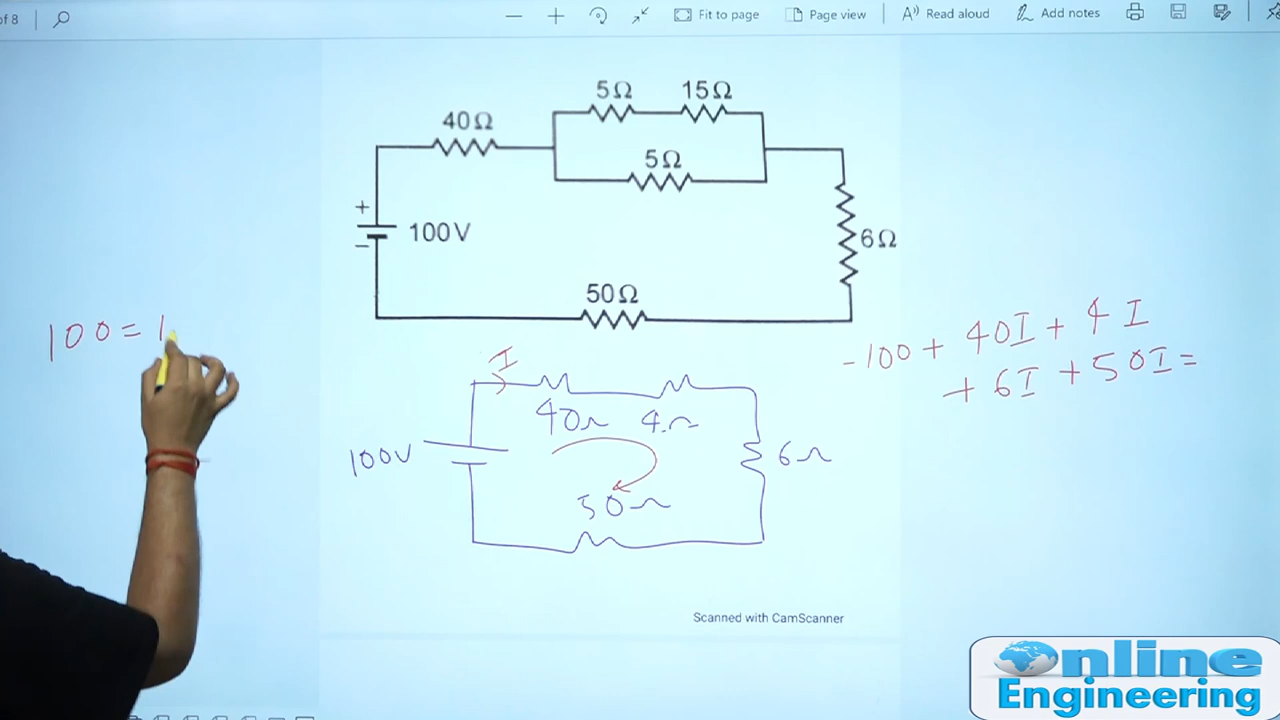 of 8
Fit to page
Page view
Read aloud
Add notes
5Ω 15Ω
40Ω
5Ω
+
100V
−
6Ω
50Ω
100 = 1
-100 + 40I + 4I
+ 6I + 50I =
I
40Ω 4Ω
100V
6Ω
50Ω
Scanned with CamScanner
Online
Engineering